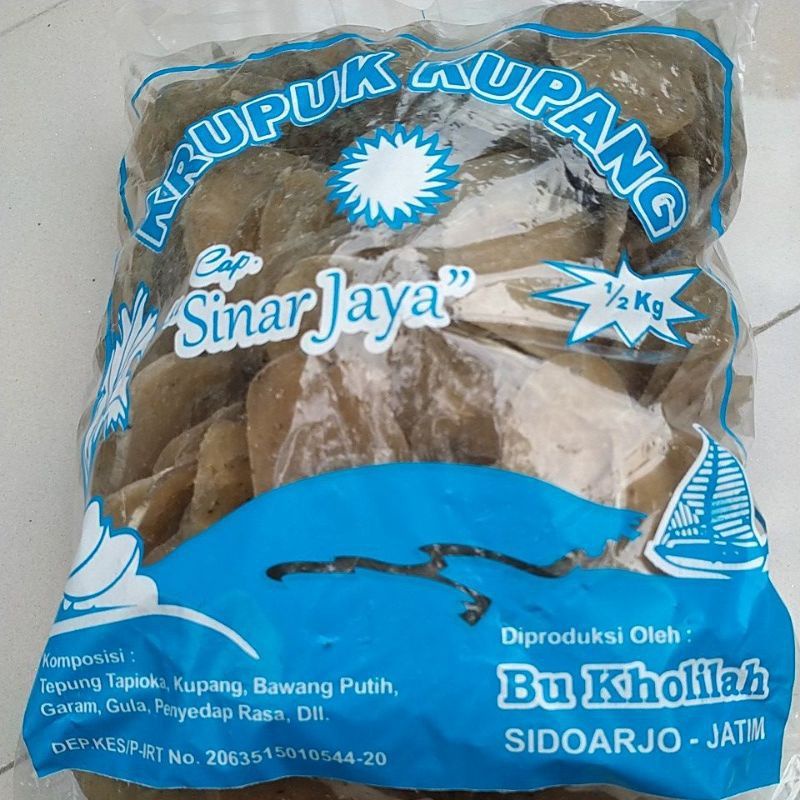 KRUPUK KUPANG
Cap.
"Sinar Jaya"
1/2 Kg
Komposisi :
Tepung Tapioka, Kupang, Bawang Putih,
Garam, Gula, Penyedap Rasa, Dll.
DEP.KES/P-IRT No. 2063515010544-20
Diproduksi Oleh :
Bu Kholilah
SIDOARJO - JATIM